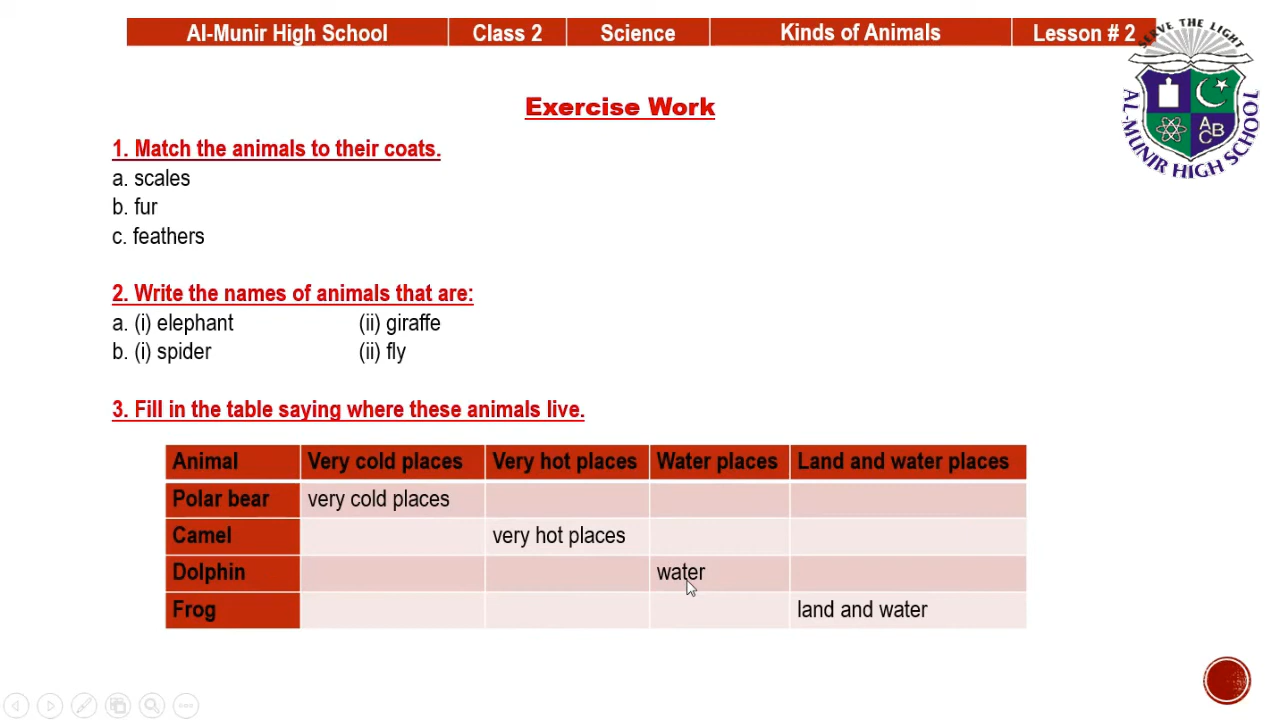 Al-Munir High School Class 2 Science Kinds of Animals Lesson # 2
SERVE THE LIGHT
ABC
AL-MUNIR HIGH SCHOOL
Exercise Work
1. Match the animals to their coats.
a. scales
b. fur
c. feathers
2. Write the names of animals that are:
a. (i) elephant (ii) giraffe
b. (i) spider (ii) fly
3. Fill in the table saying where these animals live.
Animal Very cold places Very hot places Water places Land and water places
Polar bear very cold places
Camel very hot places
Dolphin water
Frog land and water